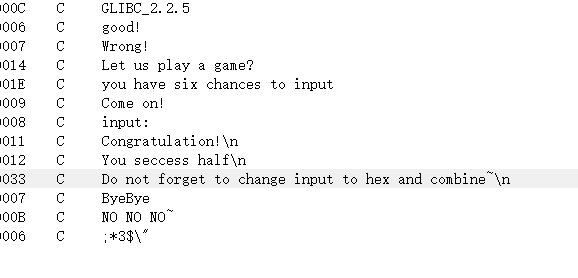 000C C GLIBC_2.2.5
0006 C good!
0007 C Wrong!
0014 C Let us play a game?
001E C you have six chances to input
0009 C Come on!
0008 C input:
0011 C Congratulation!\n
0012 C You seccess half\n
0033 C Do not forget to change input to hex and combine~\n
0007 C ByeBye
000B C NO NO NO~
0006 C ;*3$\"